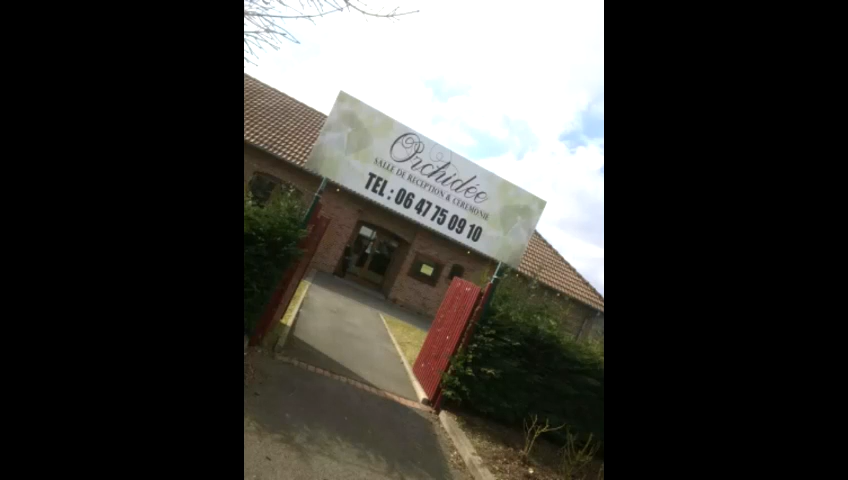 Orchidée
SALLE DE RECEPTION & CEREMONIE
TEL : 06 47 75 09 10